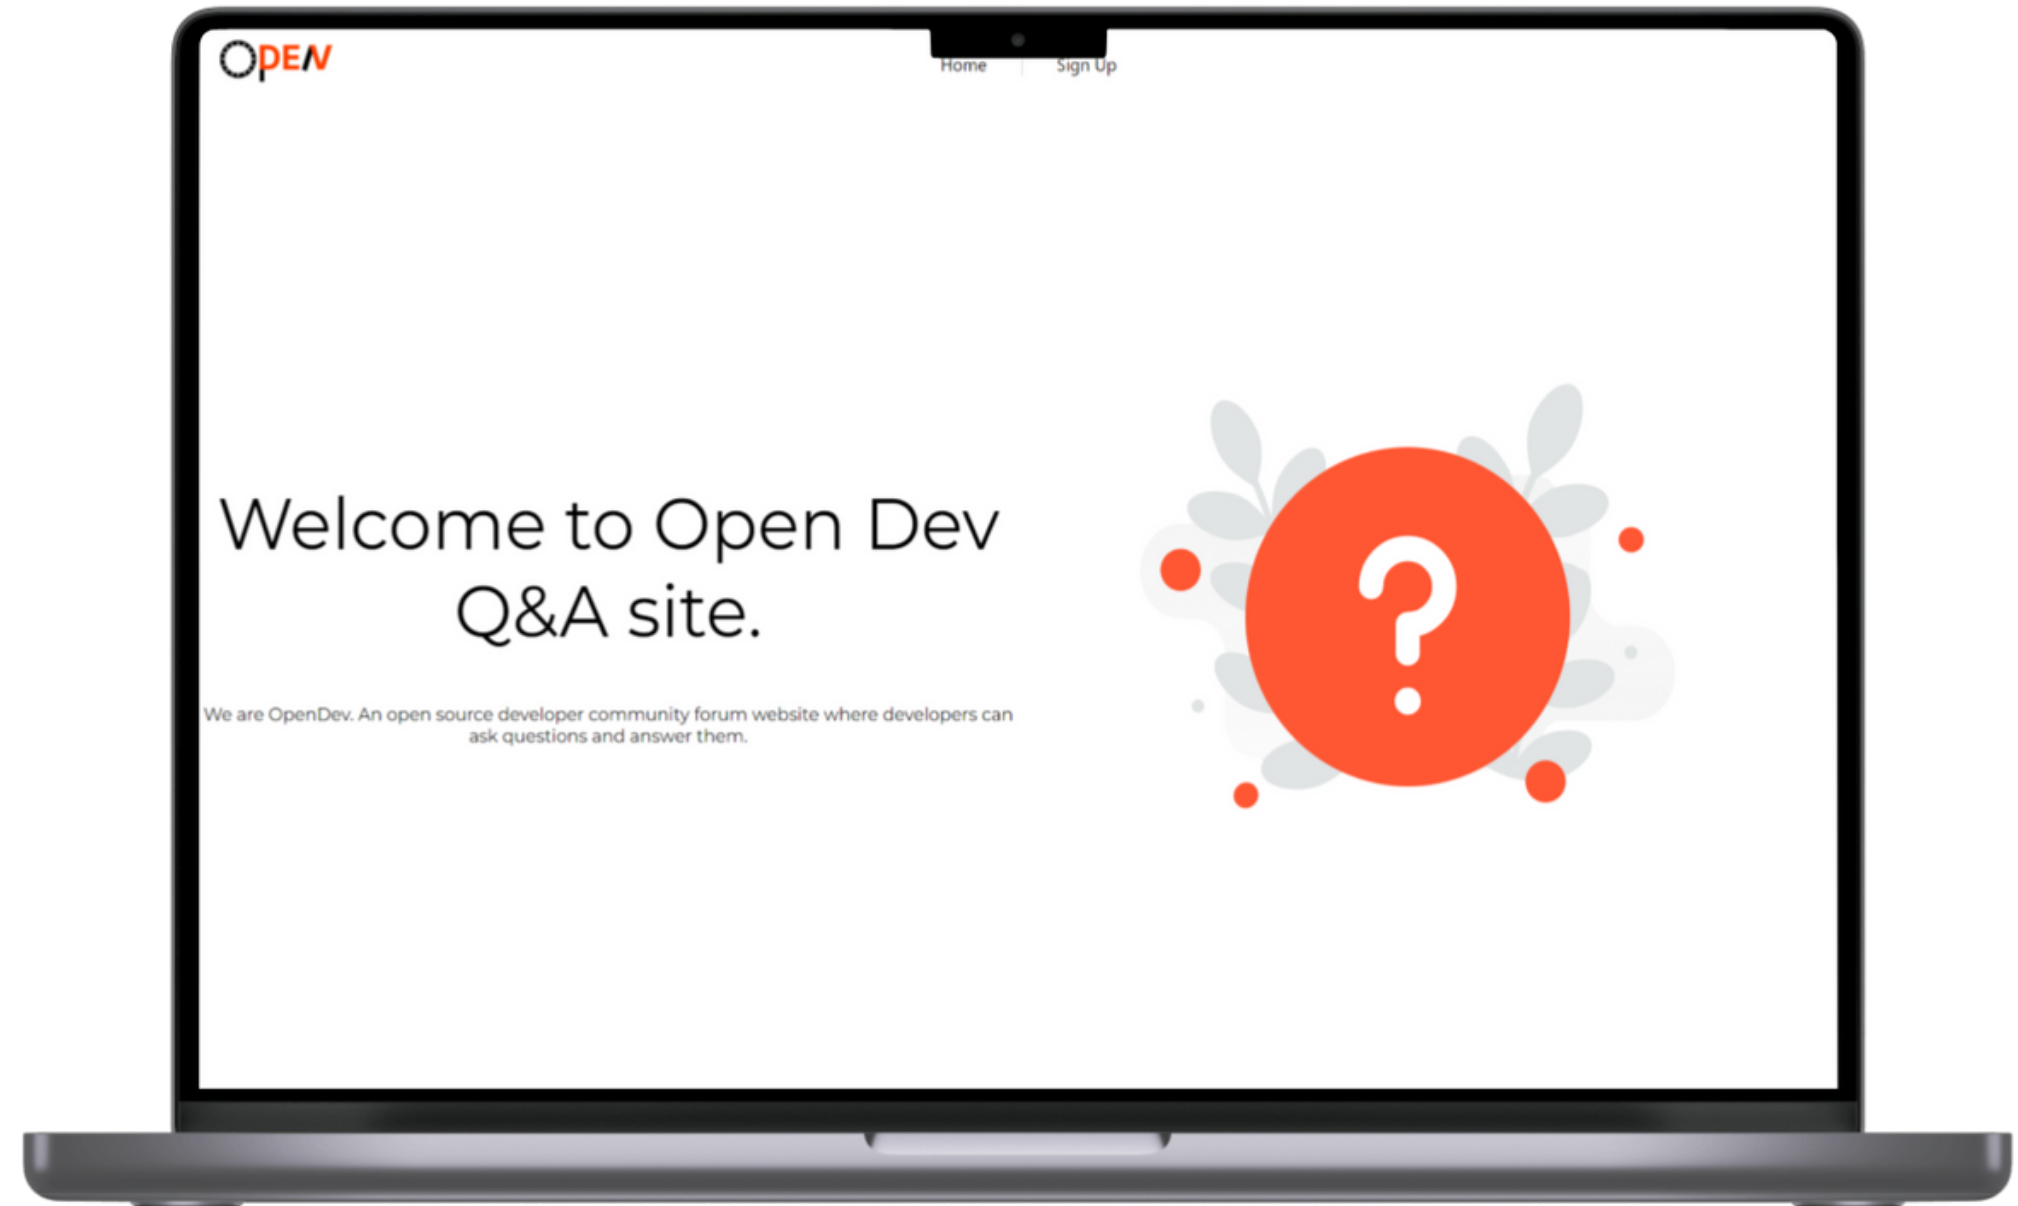 OPEN
Home Sign Up
Welcome to Open Dev
Q&A site.
We are OpenDev. An open source developer community forum website where developers can
ask questions and answer them.
?